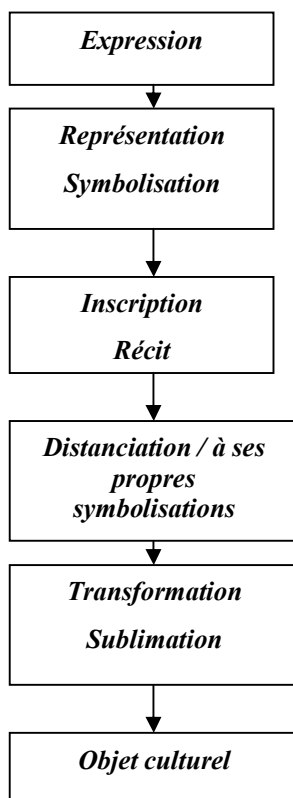 Expression
Représentation
Symbolisation
Inscription
Récit
Distanciation / à ses
propres
symbolisations
Transformation
Sublimation
Objet culturel